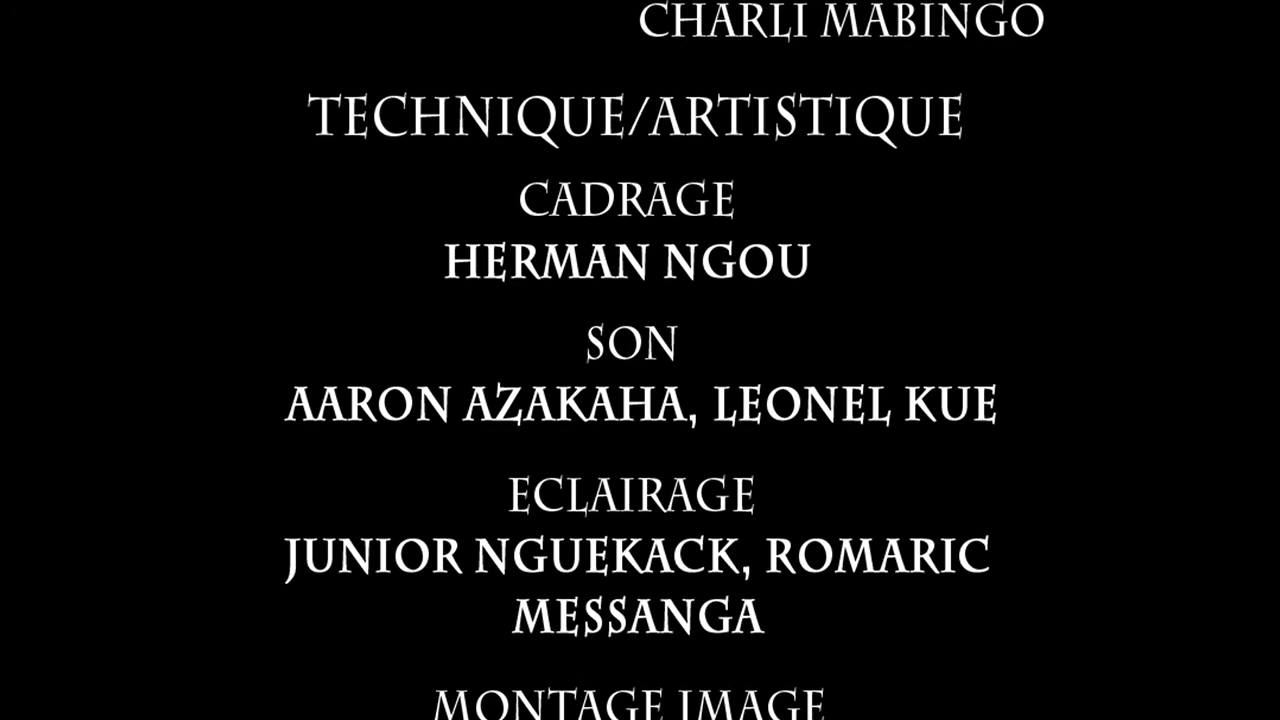 CHARLI MABINGO
TECHNIQUE/ARTISTIQUE
CADRAGE
HERMAN NGOU
SON
AARON AZAKAHA, LEONEL KUE
ECLAIRAGE
JUNIOR NGUEKACK, ROMARIC
MESSANGA
MONTAGE IMAGE